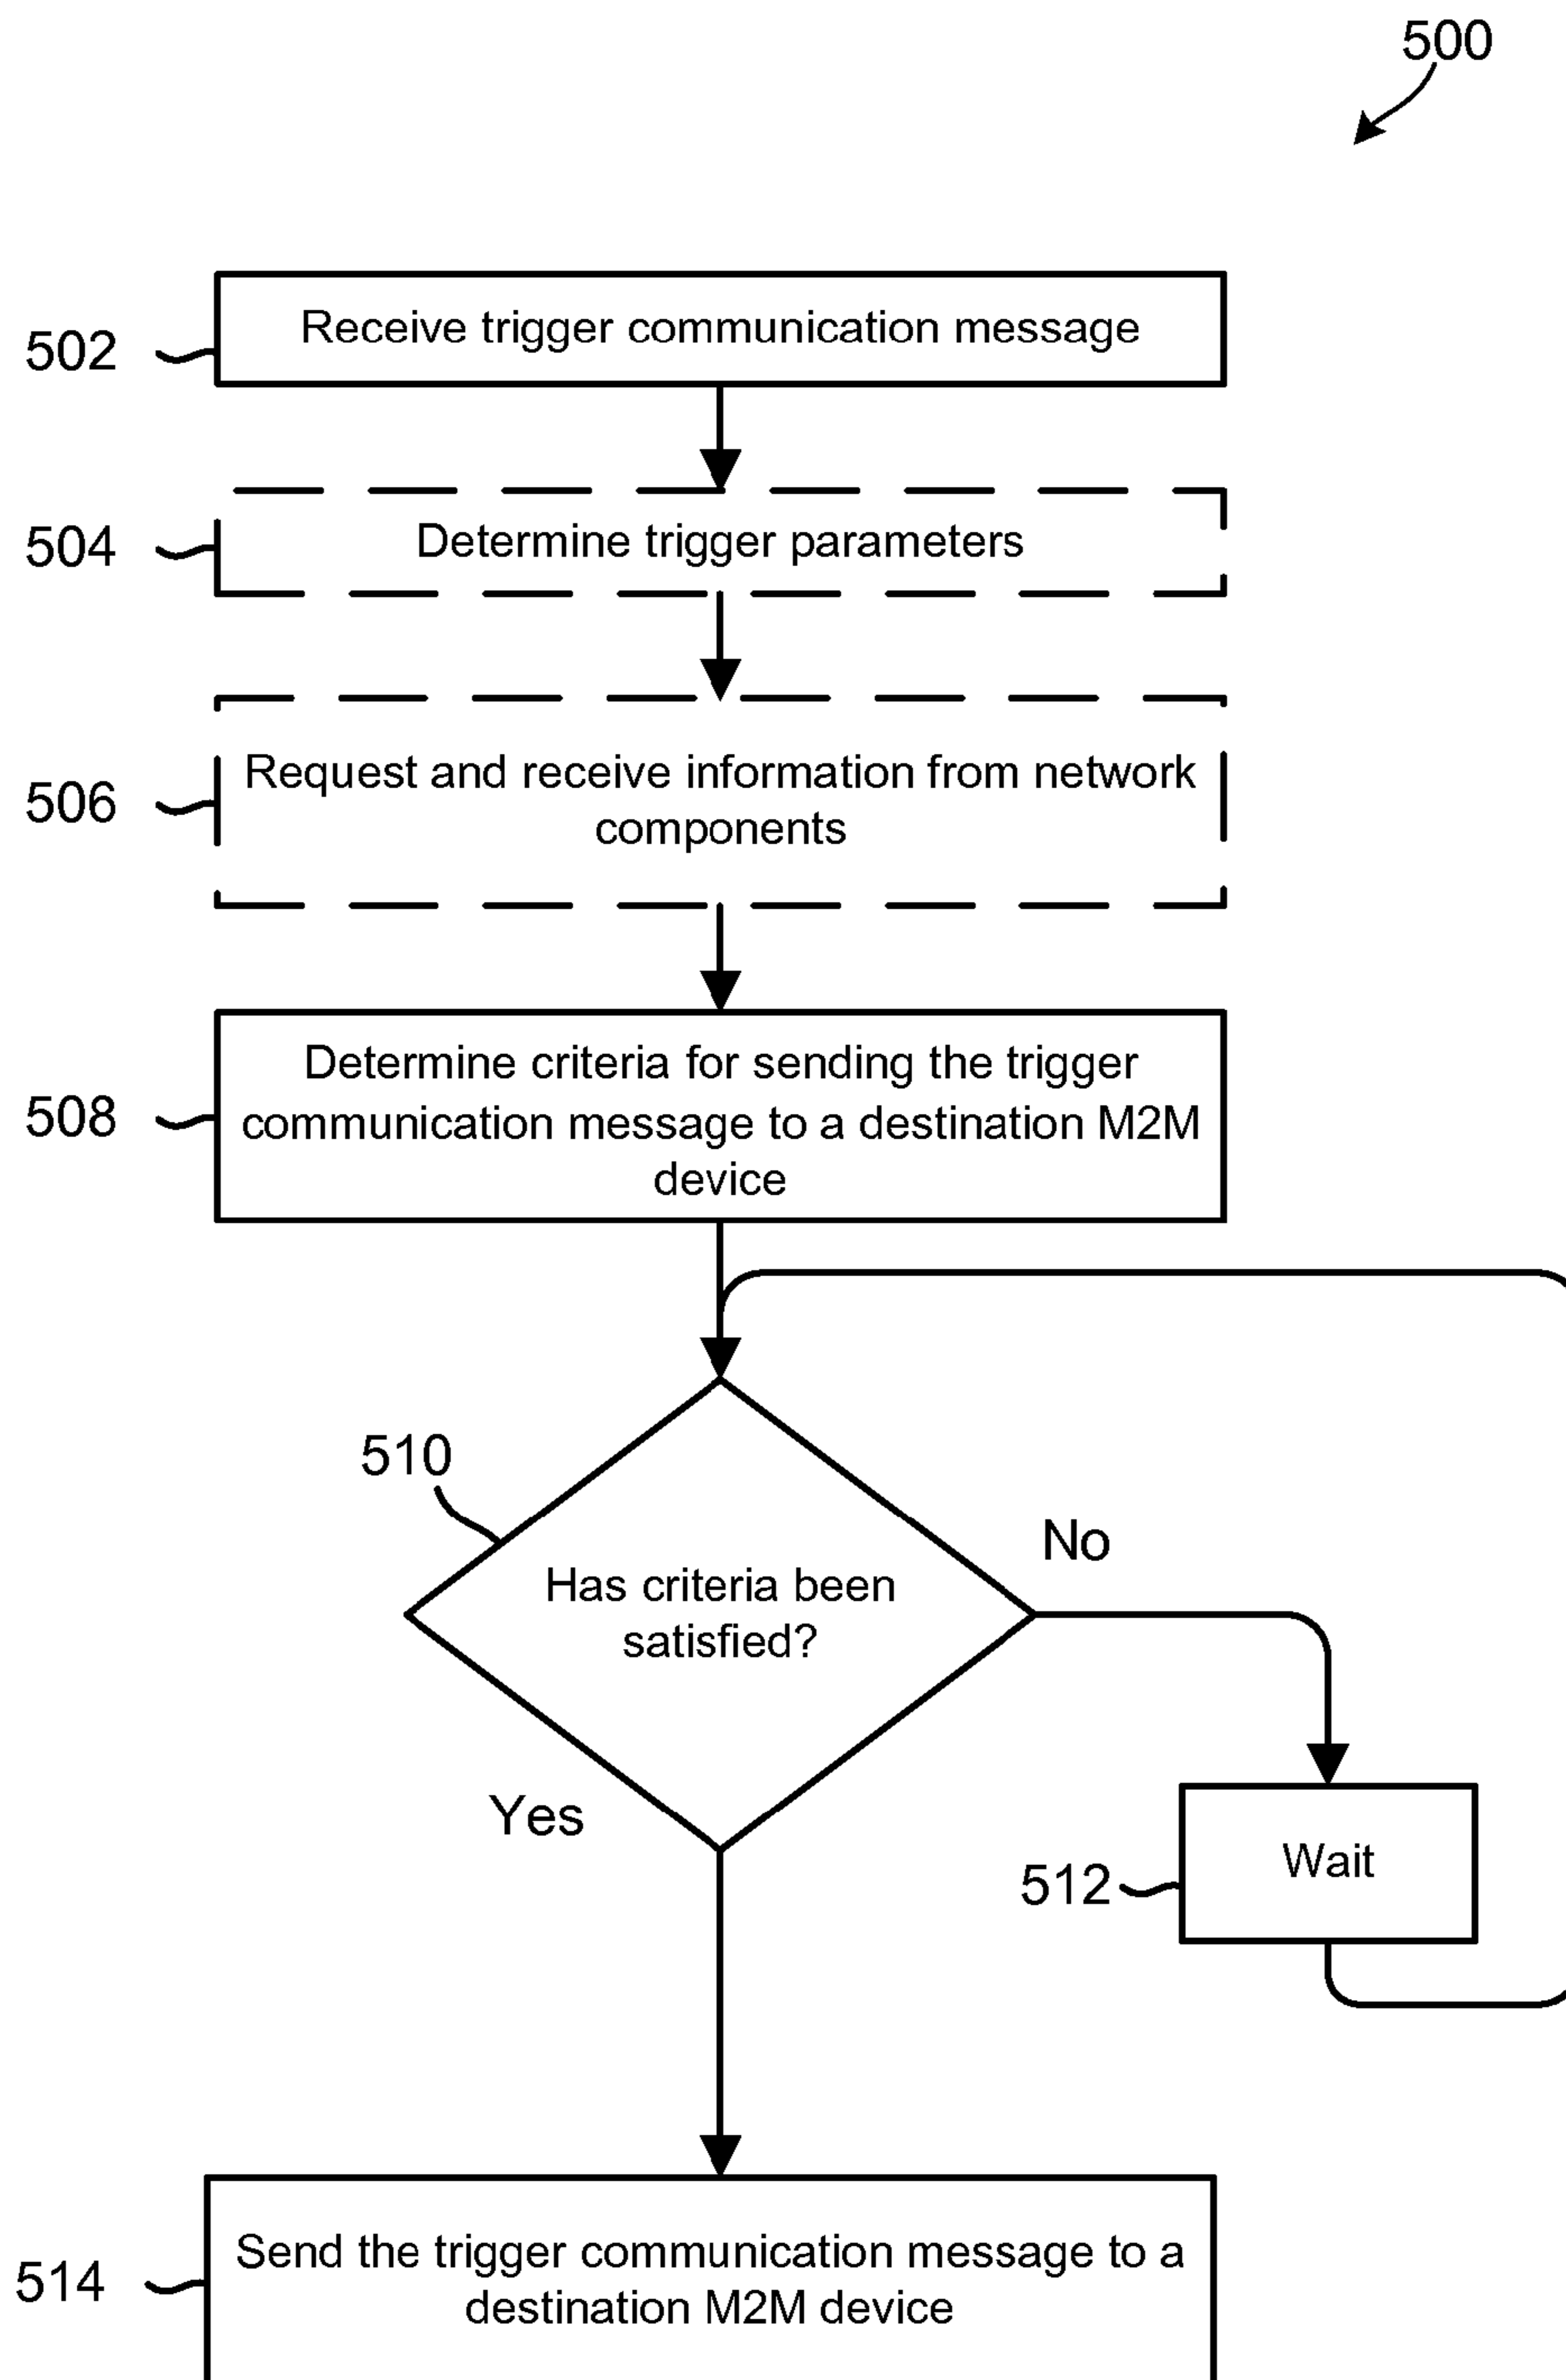 500
Receive trigger communication message
502
Determine trigger parameters
504
Request and receive information from network
components
506
Determine criteria for sending the trigger
communication message to a destination M2M
device
508
510
Has criteria been
satisfied?
No
Yes
Wait
512
Send the trigger communication message to a
destination M2M device
514